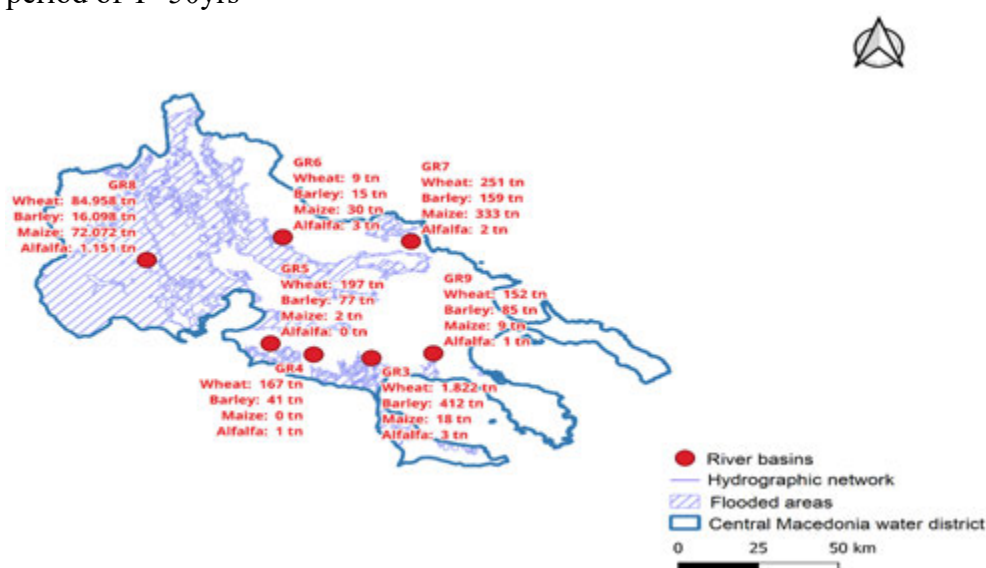 GR6
Wheat: 9 tn
Barley: 15 tn
Maize: 30 tn
Alfalfa: 3 tn
GR7
Wheat: 251 tn
Barley: 159 tn
Maize: 333 tn
Alfalfa: 2 tn
GR8
Wheat: 84.958 tn
Barley: 16.098 tn
Maize: 72.072 tn
Alfalfa: 1.151 tn
GR5
Wheat: 197 tn
Barley: 77 tn
Maize: 2 tn
Alfalfa: 0 tn
GR9
Wheat: 152 tn
Barley: 85 tn
Maize: 9 tn
Alfalfa: 1 tn
GR4
Wheat: 167 tn
Barley: 41 tn
Maize: 0 tn
Alfalfa: 1 tn
GR3
Wheat: 1.822 tn
Barley: 412 tn
Maize: 18 tn
Alfalfa: 3 tn
River basins
Hydrographic network
Flooded areas
Central Macedonia water district
0 25 50 km